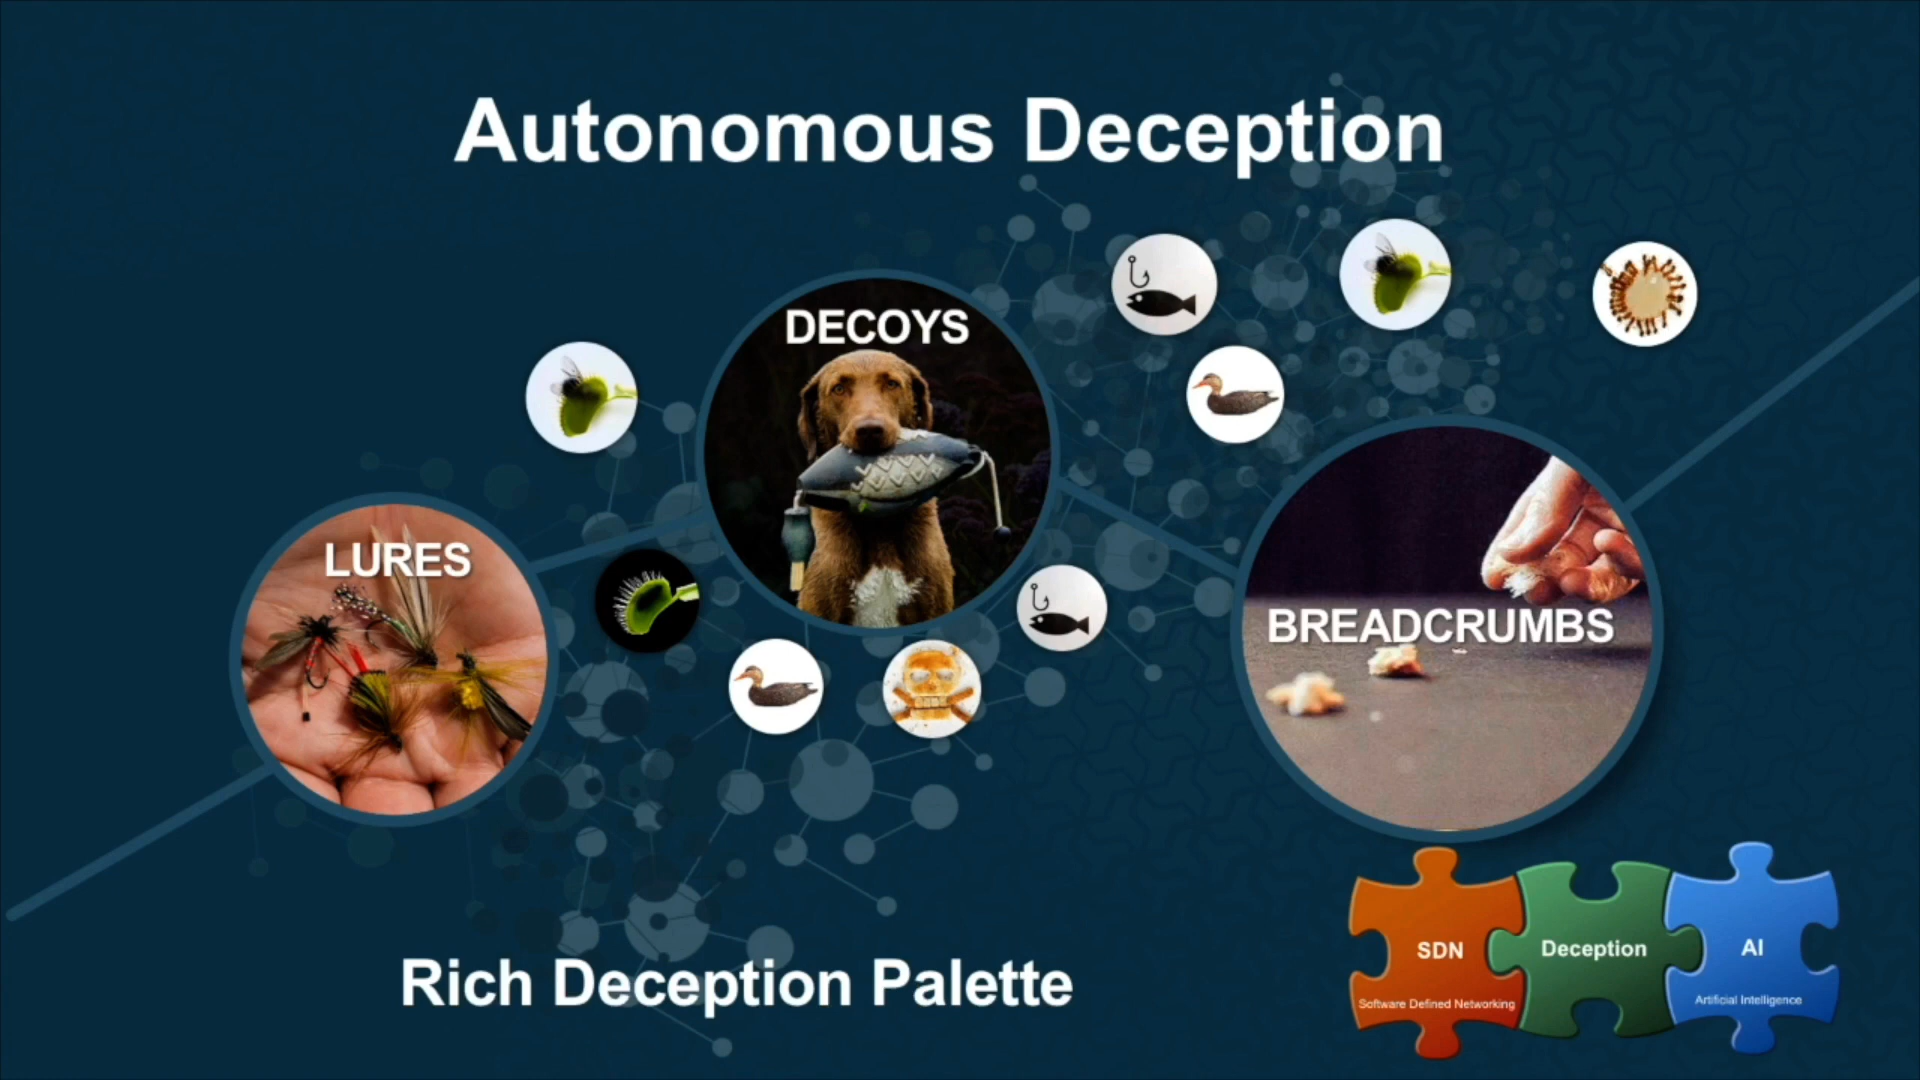 Autonomous Deception
DECOYS
LURES
BREADCRUMBS
Rich Deception Palette
SDN
Software Defined Networking
Deception
AI
Artificial Intelligence